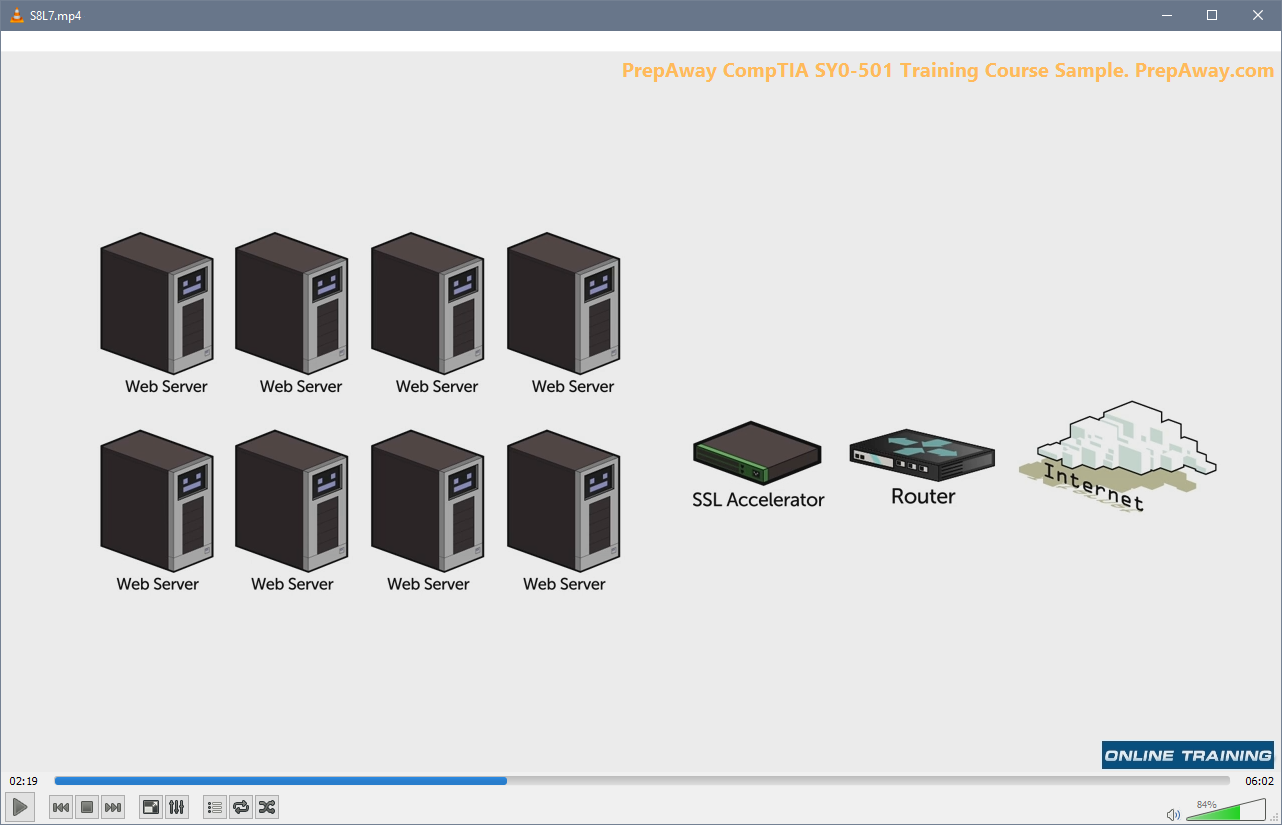 S8L7.mp4
PrepAway CompTIA SY0-501 Training Course Sample. PrepAway.com
Web Server
Web Server
Web Server
Web Server
SSL Accelerator
Router
Internet
Web Server
Web Server
Web Server
Web Server
ONLINE TRAINING
02:19
06:02
84%